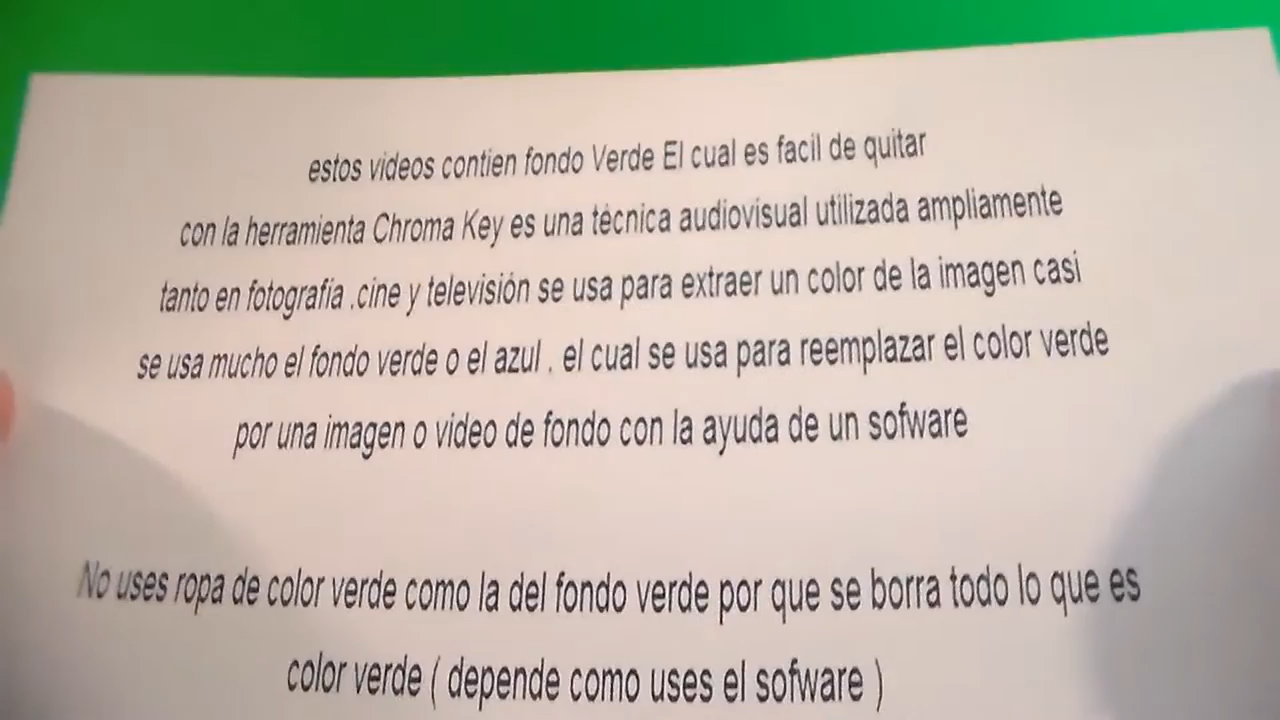 estos videos contien fondo Verde El cual es facil de quitar
con la herramienta Chroma Key es una técnica audiovisual utilizada ampliamente
tanto en fotografía .cine y televisión se usa para extraer un color de la imagen casi
se usa mucho el fondo verde o el azul . el cual se usa para reemplazar el color verde
por una imagen o video de fondo con la ayuda de un sofware
No uses ropa de color verde como la del fondo verde por que se borra todo lo que es
color verde ( depende como uses el sofware )